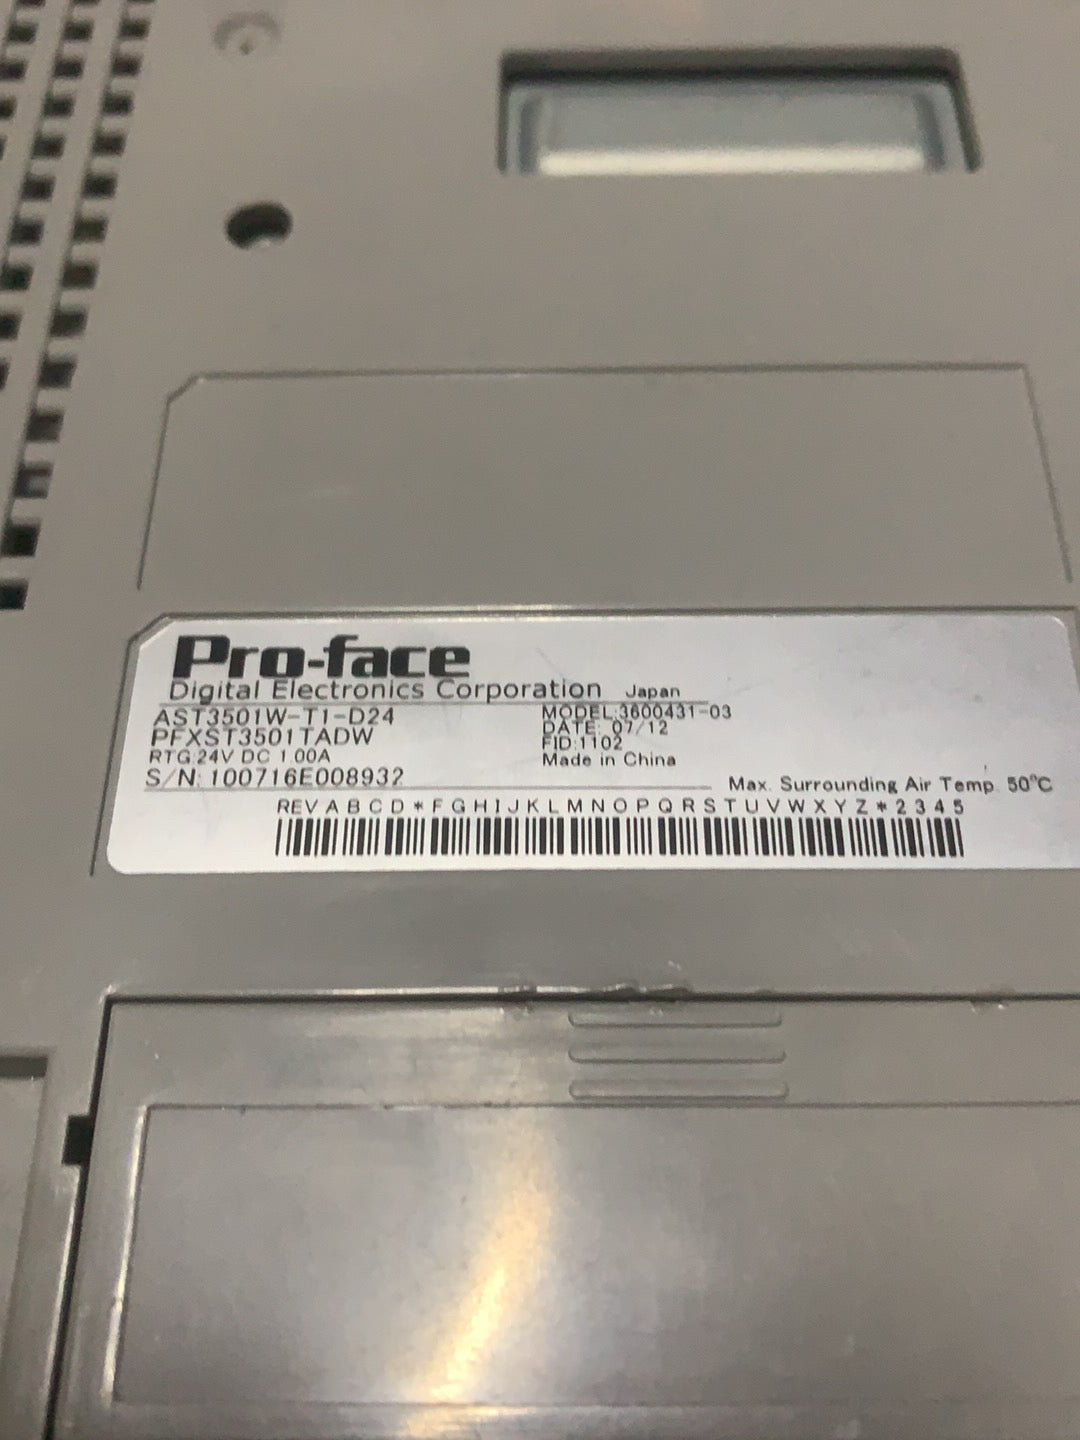 Pro-face
Digital Electronics Corporation Japan
AST3501W-T1-D24
PFXST3501TADW
RTG:24V DC 1.00A
S/N: 100716E008932
MODEL:3600431-03
DATE: 07/12
FID:1102
Made in China
Max. Surrounding Air Temp. 50°C
REV A B C D * F G H I J K L M N O P Q R S T U V W X Y Z * 2 3 4 5